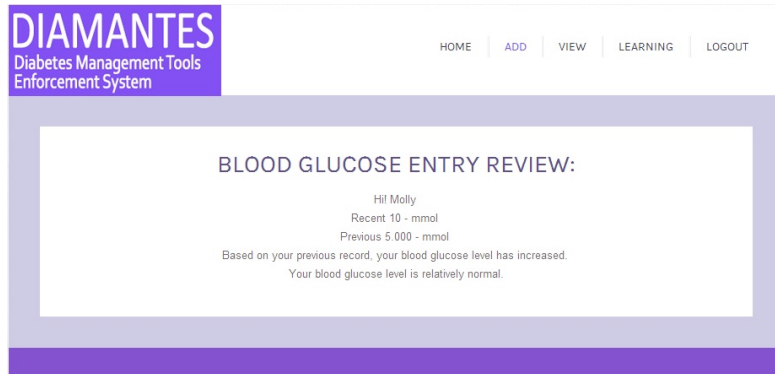 DIAMANTES
Diabetes Management Tools
Enforcement System
HOME
ADD
VIEW
LEARNING
LOGOUT
BLOOD GLUCOSE ENTRY REVIEW:
Hi! Molly
Recent 10 - mmol
Previous 5.000 - mmol
Based on your previous record, your blood glucose level has increased.
Your blood glucose level is relatively normal.